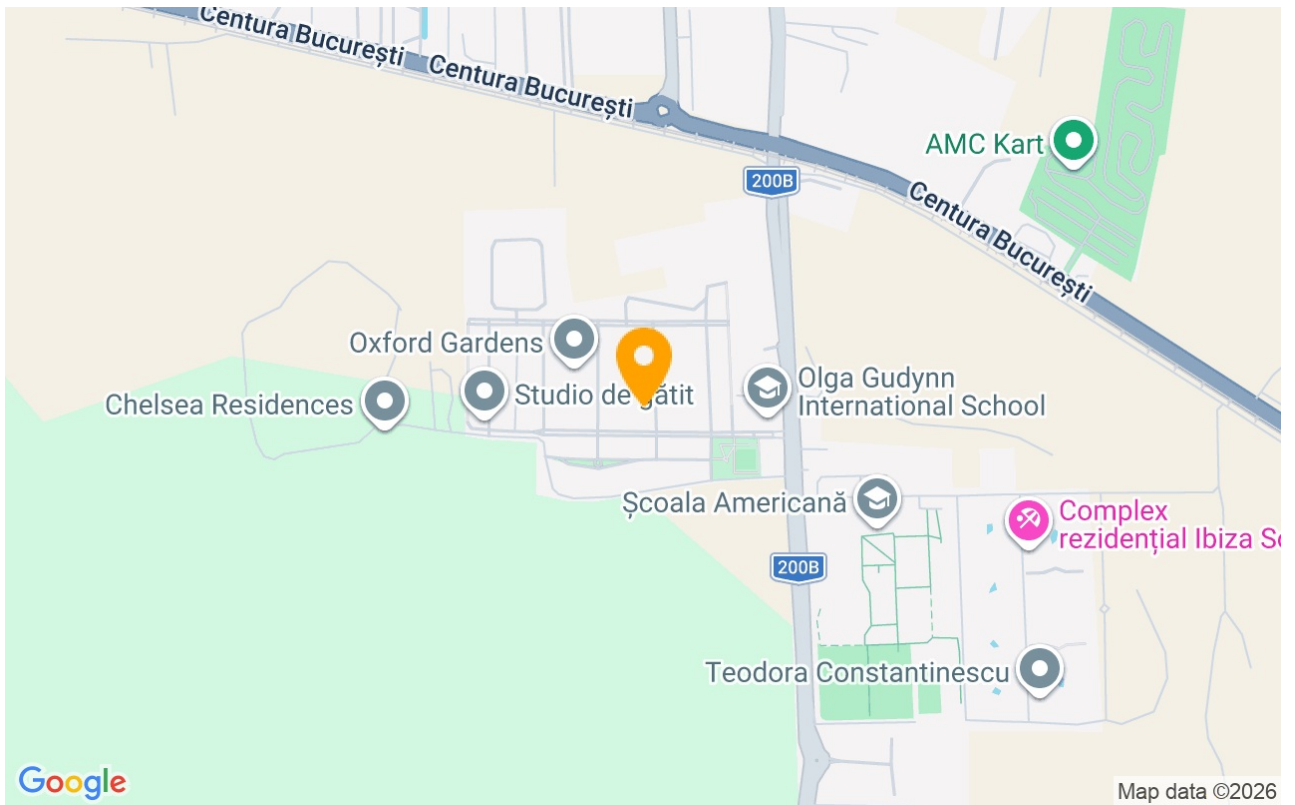 Centura București
Centura București
AMC Kart
200B
Centura București
Oxford Gardens
Studio de gătit
Olga Gudynn
International School
Chelsea Residences
Școala Americană
Complex
rezidențial Ibiza So
200B
Teodora Constantinescu
Google
Map data ©2026